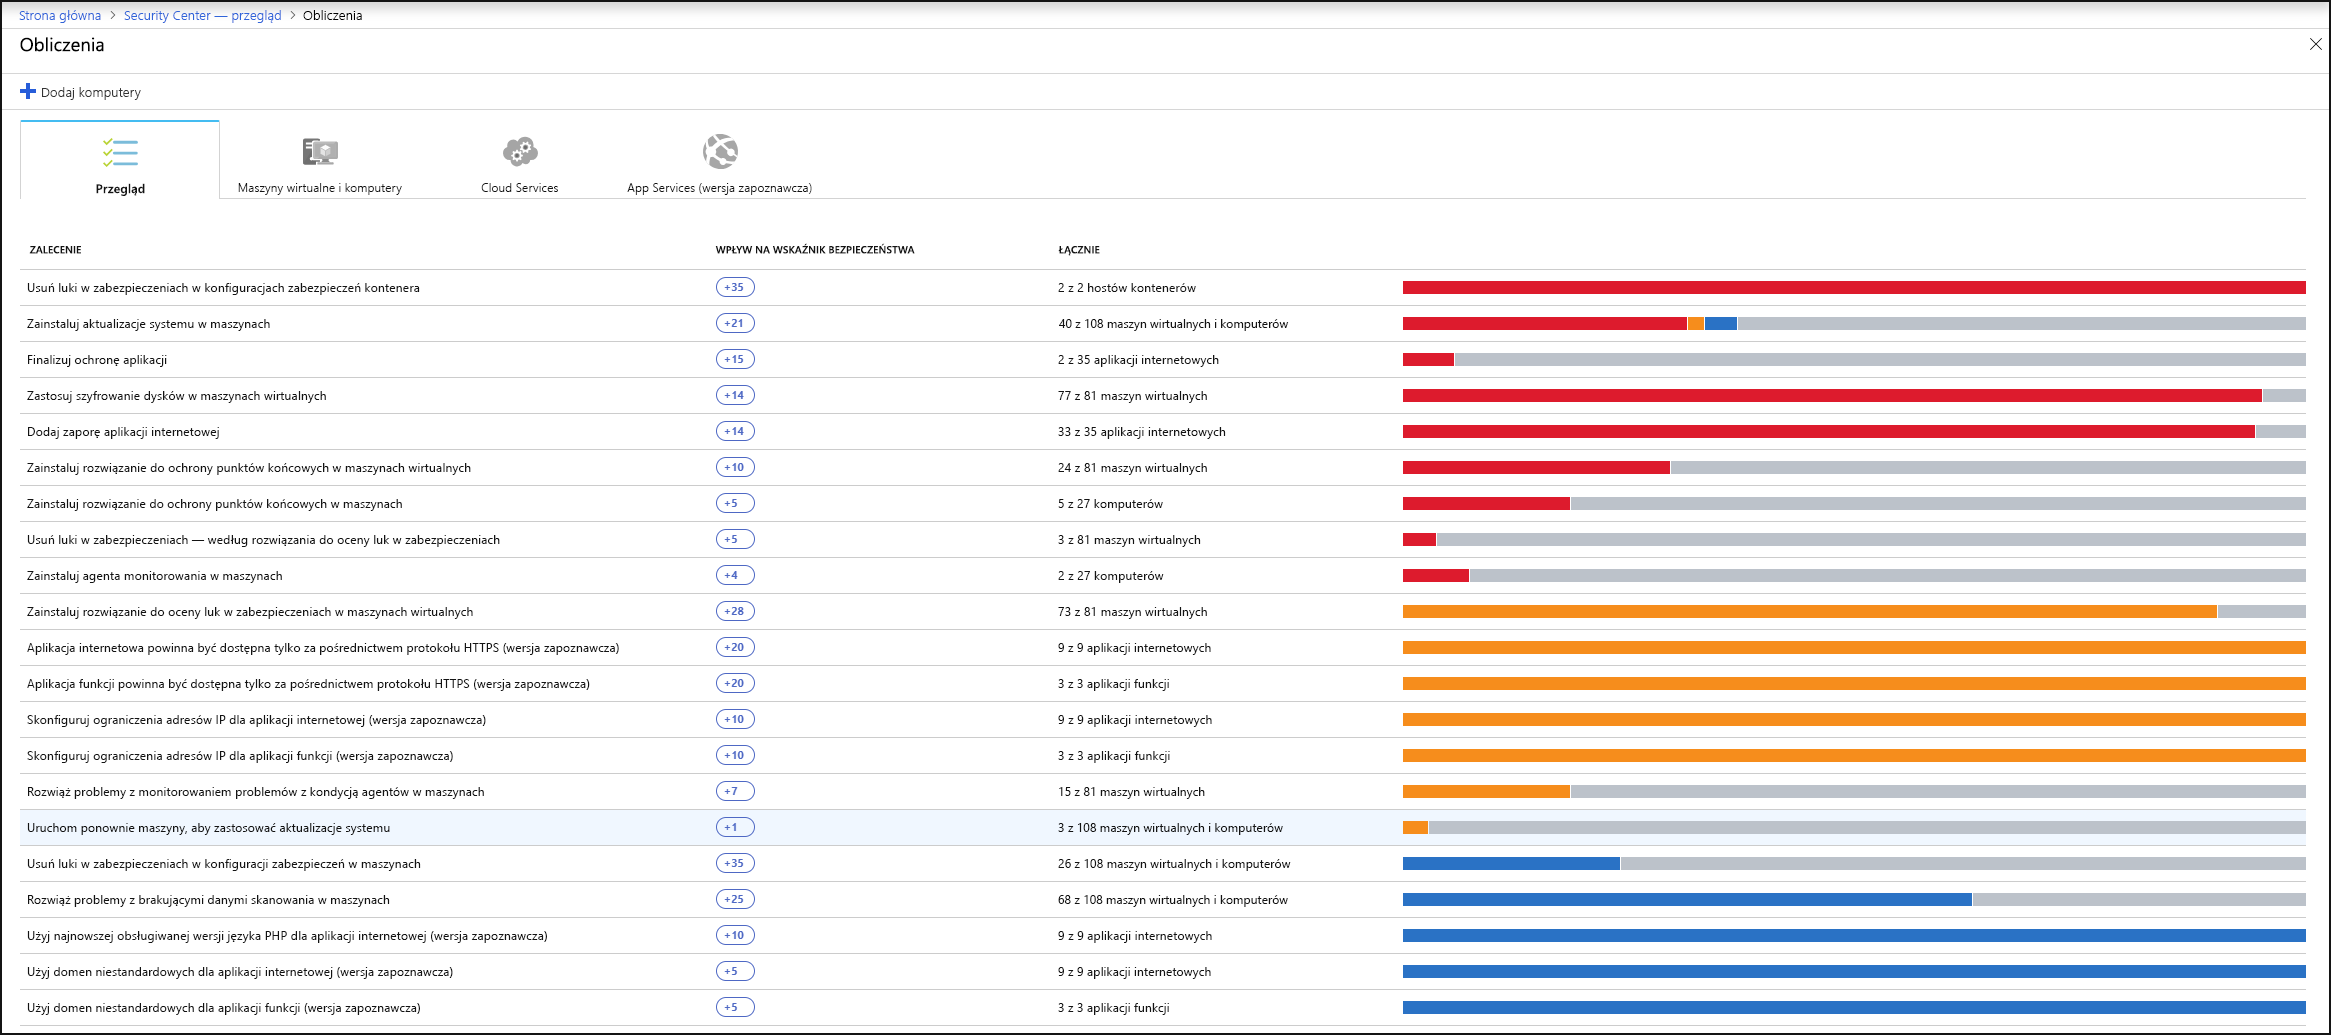 Strona główna > Security Center — przegląd > Obliczenia
Obliczenia
Dodaj komputery
Przegląd
Maszyny wirtualne i komputery
Cloud Services
App Services (wersja zapoznawcza)
ZALECENIE WPŁYW NA WSKAŹNIK BEZPIECZEŃSTWA ŁĄCZNIE
Usuń luki w zabezpieczeniach w konfiguracjach zabezpieczeń kontenera +35 2 z 2 hostów kontenerów
Zainstaluj aktualizacje systemu w maszynach +21 40 z 108 maszyn wirtualnych i komputerów
Finalizuj ochronę aplikacji +15 2 z 35 aplikacji internetowych
Zastosuj szyfrowanie dysków w maszynach wirtualnych +14 77 z 81 maszyn wirtualnych
Dodaj zaporę aplikacji internetowej +14 33 z 35 aplikacji internetowych
Zainstaluj rozwiązanie do ochrony punktów końcowych w maszynach wirtualnych +10 24 z 81 maszyn wirtualnych
Zainstaluj rozwiązanie do ochrony punktów końcowych w maszynach +5 5 z 27 komputerów
Usuń luki w zabezpieczeniach — według rozwiązania do oceny luk w zabezpieczeniach +5 3 z 81 maszyn wirtualnych
Zainstaluj agenta monitorowania w maszynach +4 2 z 27 komputerów
Zainstaluj rozwiązanie do oceny luk w zabezpieczeniach w maszynach wirtualnych +28 73 z 81 maszyn wirtualnych
Aplikacja internetowa powinna być dostępna tylko za pośrednictwem protokołu HTTPS (wersja zapoznawcza) +20 9 z 9 aplikacji internetowych
Aplikacja funkcji powinna być dostępna tylko za pośrednictwem protokołu HTTPS (wersja zapoznawcza) +20 3 z 3 aplikacji funkcji
Skonfiguruj ograniczenia adresów IP dla aplikacji internetowej (wersja zapoznawcza) +10 9 z 9 aplikacji internetowych
Skonfiguruj ograniczenia adresów IP dla aplikacji funkcji (wersja zapoznawcza) +10 3 z 3 aplikacji funkcji
Rozwiąż problemy z monitorowaniem problemów z kondycją agentów w maszynach +7 15 z 81 maszyn wirtualnych
Uruchom ponownie maszyny, aby zastosować aktualizacje systemu +1 3 z 108 maszyn wirtualnych i komputerów
Usuń luki w zabezpieczeniach w konfiguracji zabezpieczeń w maszynach +35 26 z 108 maszyn wirtualnych i komputerów
Rozwiąż problemy z brakującymi danymi skanowania w maszynach +25 68 z 108 maszyn wirtualnych i komputerów
Użyj najnowszej obsługiwanej wersji języka PHP dla aplikacji internetowej (wersja zapoznawcza) +10 9 z 9 aplikacji internetowych
Użyj domen niestandardowych dla aplikacji internetowej (wersja zapoznawcza) +5 9 z 9 aplikacji internetowych
Użyj domen niestandardowych dla aplikacji funkcji (wersja zapoznawcza) +5 3 z 3 aplikacji funkcji